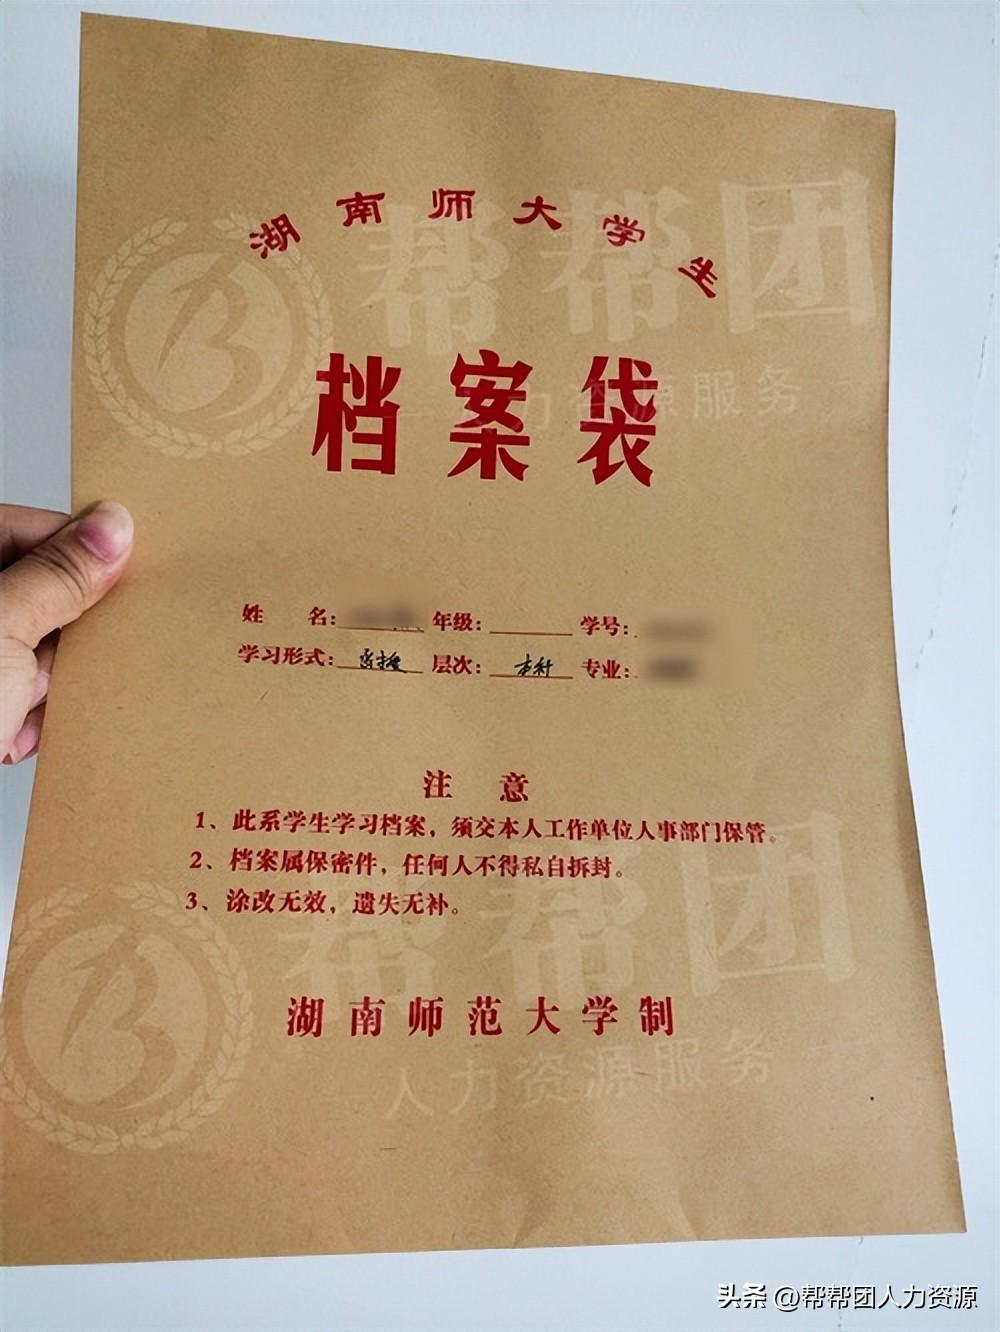 湖南师大学生
档案袋
姓 名: 年级: 学号:
学习形式: 层次: 本科 专业:
注 意
1、此系学生学习档案，须交本人工作单位人事部门保管。
2、档案属保密件，任何人不得私自拆封。
3、涂改无效，遗失无补。
湖南师范大学制
帮帮团
人力资源服务
帮帮团
人力资源服务
头条 @帮帮团人力资源